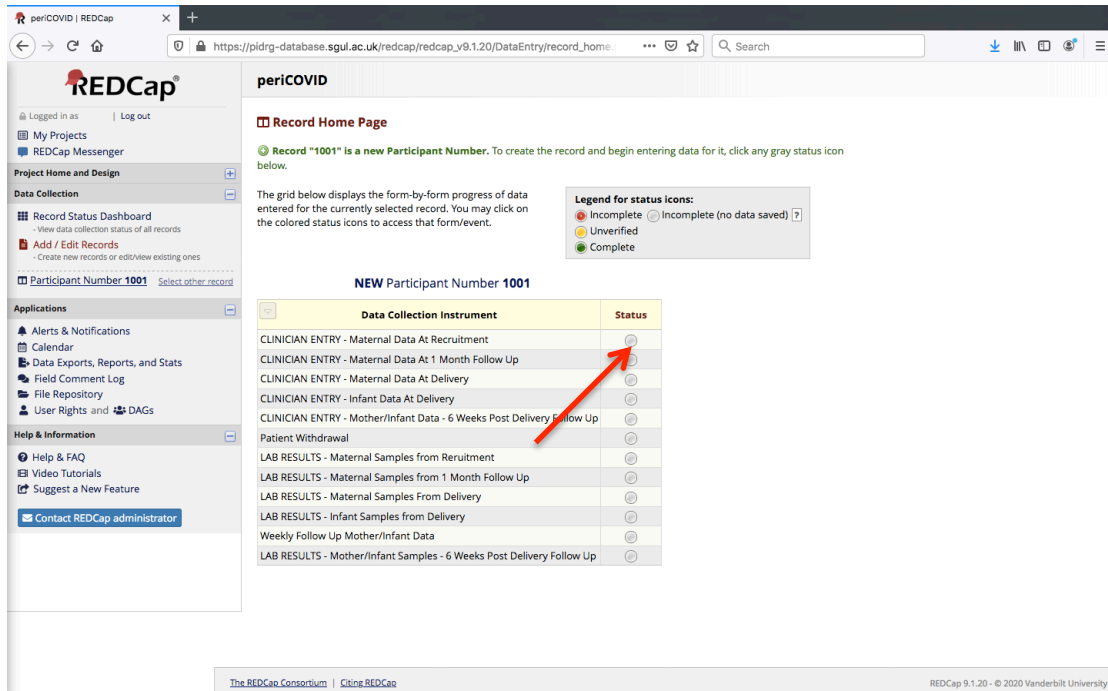 periCOVID | REDCap
https://pidrg-database.sgul.ac.uk/redcap/redcap_v9.1.20/DataEntry/record_home.
Search
REDCap®
Logged in as | Log out
My Projects
REDCap Messenger
Project Home and Design
Data Collection
Record Status Dashboard
- View data collection status of all records
Add / Edit Records
- Create new records or edit/view existing ones
Participant Number 1001 Select other record
Applications
Alerts & Notifications
Calendar
Data Exports, Reports, and Stats
Field Comment Log
File Repository
User Rights and DAGs
Help & Information
Help & FAQ
Video Tutorials
Suggest a New Feature
Contact REDCap administrator
periCOVID
Record Home Page
Record "1001" is a new Participant Number. To create the record and begin entering data for it, click any gray status icon
below.
The grid below displays the form-by-form progress of data
entered for the currently selected record. You may click on
the colored status icons to access that form/event.
Legend for status icons:
Incomplete Incomplete (no data saved) ?
Unverified
Complete
NEW Participant Number 1001
Data Collection Instrument Status
CLINICIAN ENTRY - Maternal Data At Recruitment
CLINICIAN ENTRY - Maternal Data At 1 Month Follow Up
CLINICIAN ENTRY - Maternal Data At Delivery
CLINICIAN ENTRY - Infant Data At Delivery
CLINICIAN ENTRY - Mother/Infant Data - 6 Weeks Post Delivery Follow Up
Patient Withdrawal
LAB RESULTS - Maternal Samples from Reruitment
LAB RESULTS - Maternal Samples from 1 Month Follow Up
LAB RESULTS - Maternal Samples From Delivery
LAB RESULTS - Infant Samples from Delivery
Weekly Follow Up Mother/Infant Data
LAB RESULTS - Mother/Infant Samples - 6 Weeks Post Delivery Follow Up
The REDCap Consortium | Citing REDCap
REDCap 9.1.20 - © 2020 Vanderbilt University